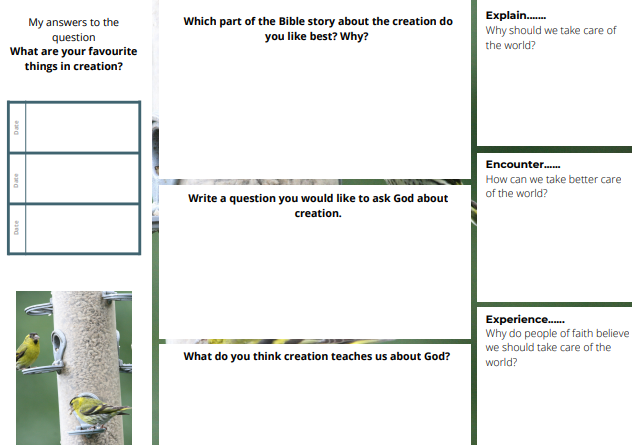 My answers to the
question
What are your favourite
things in creation?
Date
Date
Date
Which part of the Bible story about the creation do
you like best? Why?
Write a question you would like to ask God about
creation.
What do you think creation teaches us about God?
Explain.......
Why should we take care of
the world?
Encounter......
How can we take better care
of the world?
Experience......
Why do people of faith believe
we should take care of the
world?